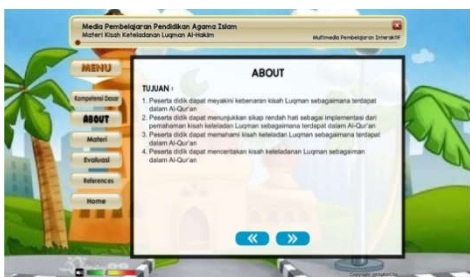 Media Pembelajaran Pendidikan Agama Islam
Materi Kisah Keteladanan Luqman Al-Hakim
Multimedia Pembelajaran Interaktif
MENU
Kompetensi Dasar
ABOUT
Materi
Evaluasi
References
Home
ABOUT
TUJUAN :
1. Peserta didik dapat meyakini kebenaran kisah Luqman sebagaimana terdapat
dalam Al-Qur'an
2. Peserta didik dapat menunjukkan sikap rendah hati sebagai implementasi dari
pemahaman kisah keteladan Luqman sebagaimana terdapat dalam Al-Qur'an
3. Peserta didik dapat memahami kisah keteladan Luqman sebagaimana terdapat
dalam Al-Qur'an
4. Peserta didik dapat menceritakan kisah keteladanan Luqman sebagaiman
dalam Al-Qur'an